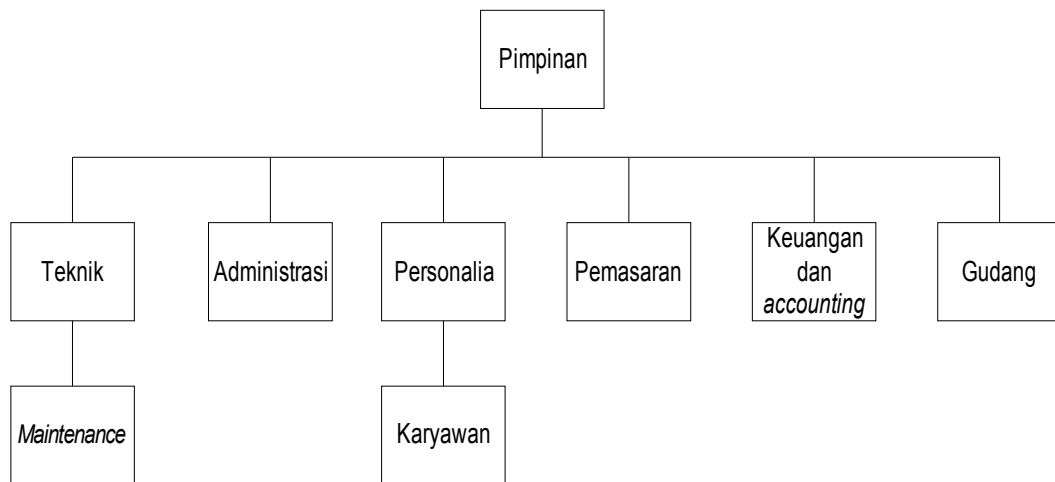 Pimpinan
Teknik
Administrasi
Personalia
Pemasaran
Keuangan
dan
accounting
Gudang
Maintenance
Karyawan